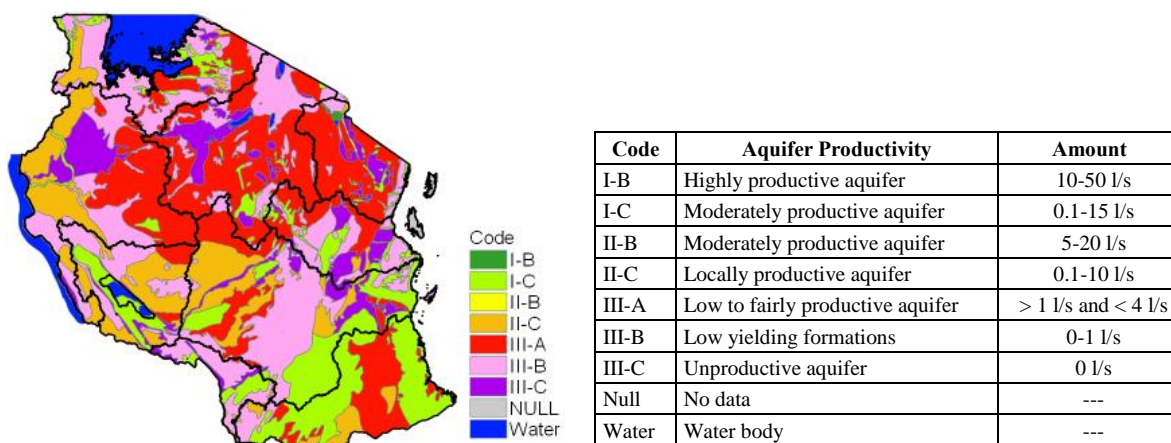 Code
I-B
I-C
II-B
II-C
III-A
III-B
III-C
NULL
Water
Code Aquifer Productivity Amount
I-B Highly productive aquifer 10-50 l/s
I-C Moderately productive aquifer 0.1-15 l/s
II-B Moderately productive aquifer 5-20 l/s
II-C Locally productive aquifer 0.1-10 l/s
III-A Low to fairly productive aquifer > 1 l/s and < 4 l/s
III-B Low yielding formations 0-1 l/s
III-C Unproductive aquifer 0 l/s
Null No data ---
Water Water body ---